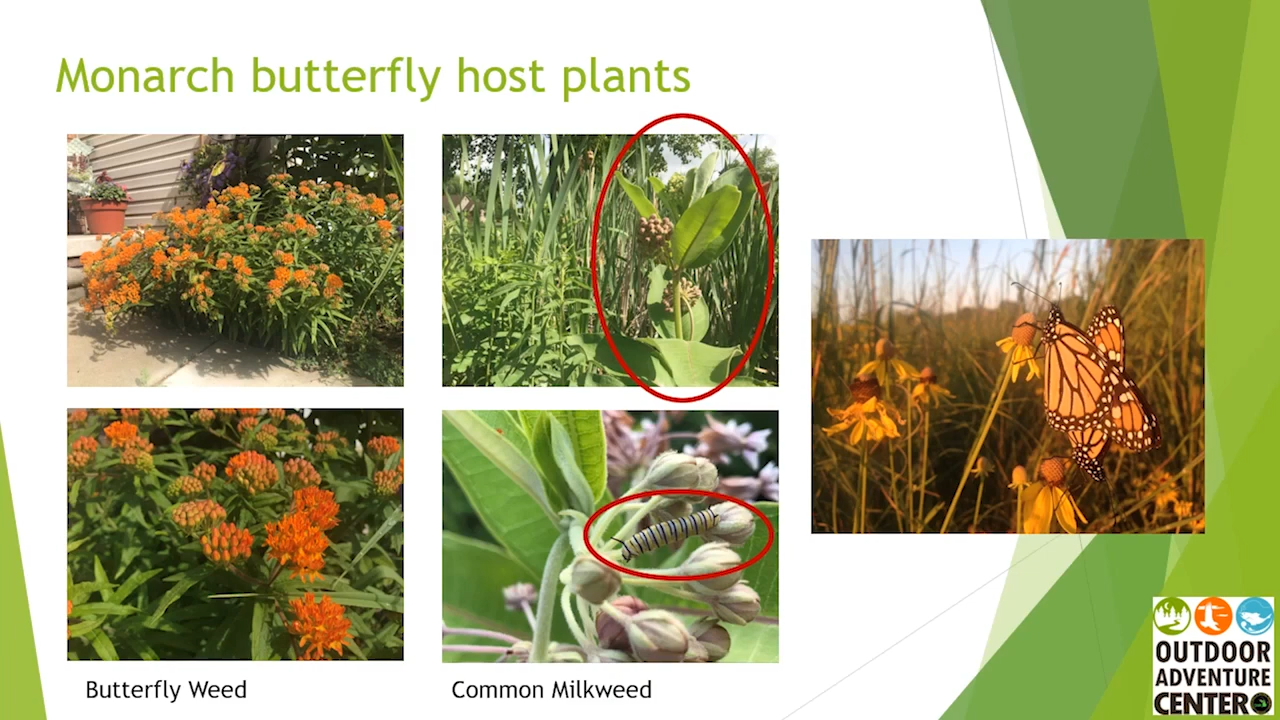 Monarch butterfly host plants
Butterfly Weed
Common Milkweed
OUTDOOR
ADVENTURE
CENTER